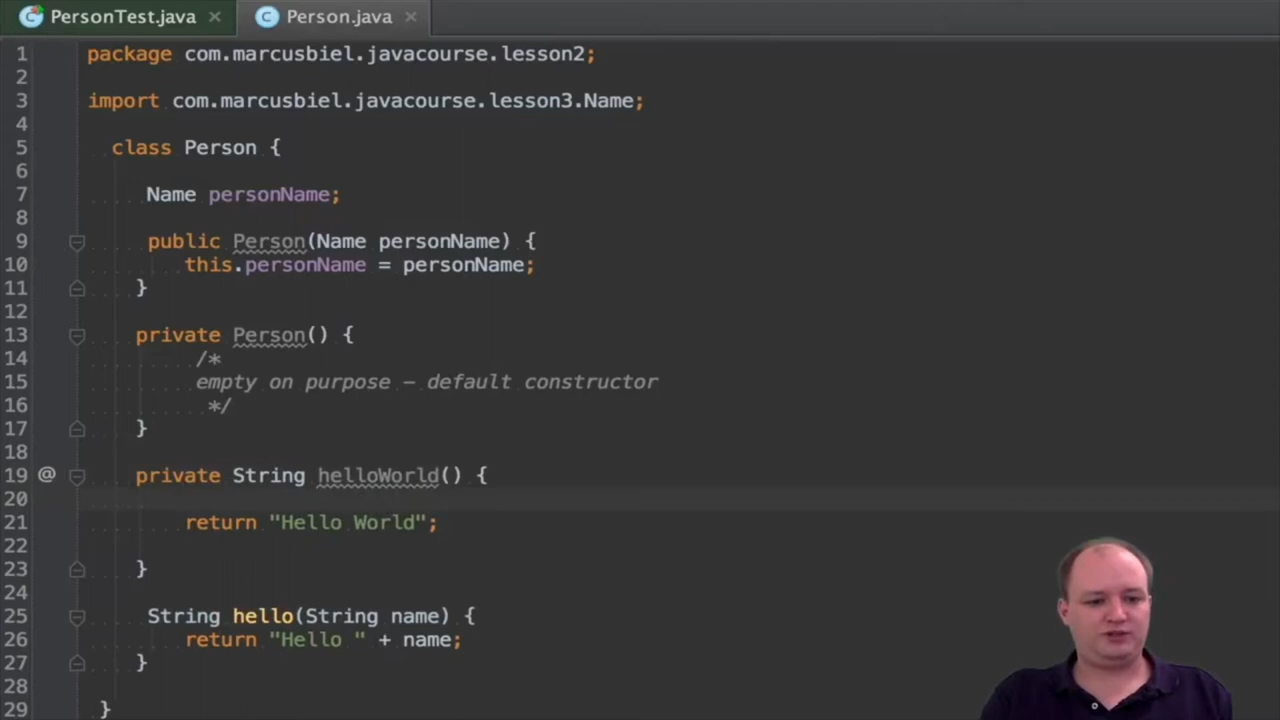 PersonTest.java × Person.java ×
1 package com.marcusbiel.javacourse.lesson2;
2
3 import com.marcusbiel.javacourse.lesson3.Name;
4
5 class Person {
6
7 Name personName;
8
9 public Person(Name personName) {
10 this.personName = personName;
11 }
12
13 private Person() {
14 /*
15 empty on purpose – default constructor
16 */
17 }
18
19 @ private String helloWorld() {
20
21 return "Hello World";
22
23 }
24
25 String hello(String name) {
26 return "Hello " + name;
27 }
28
29 }